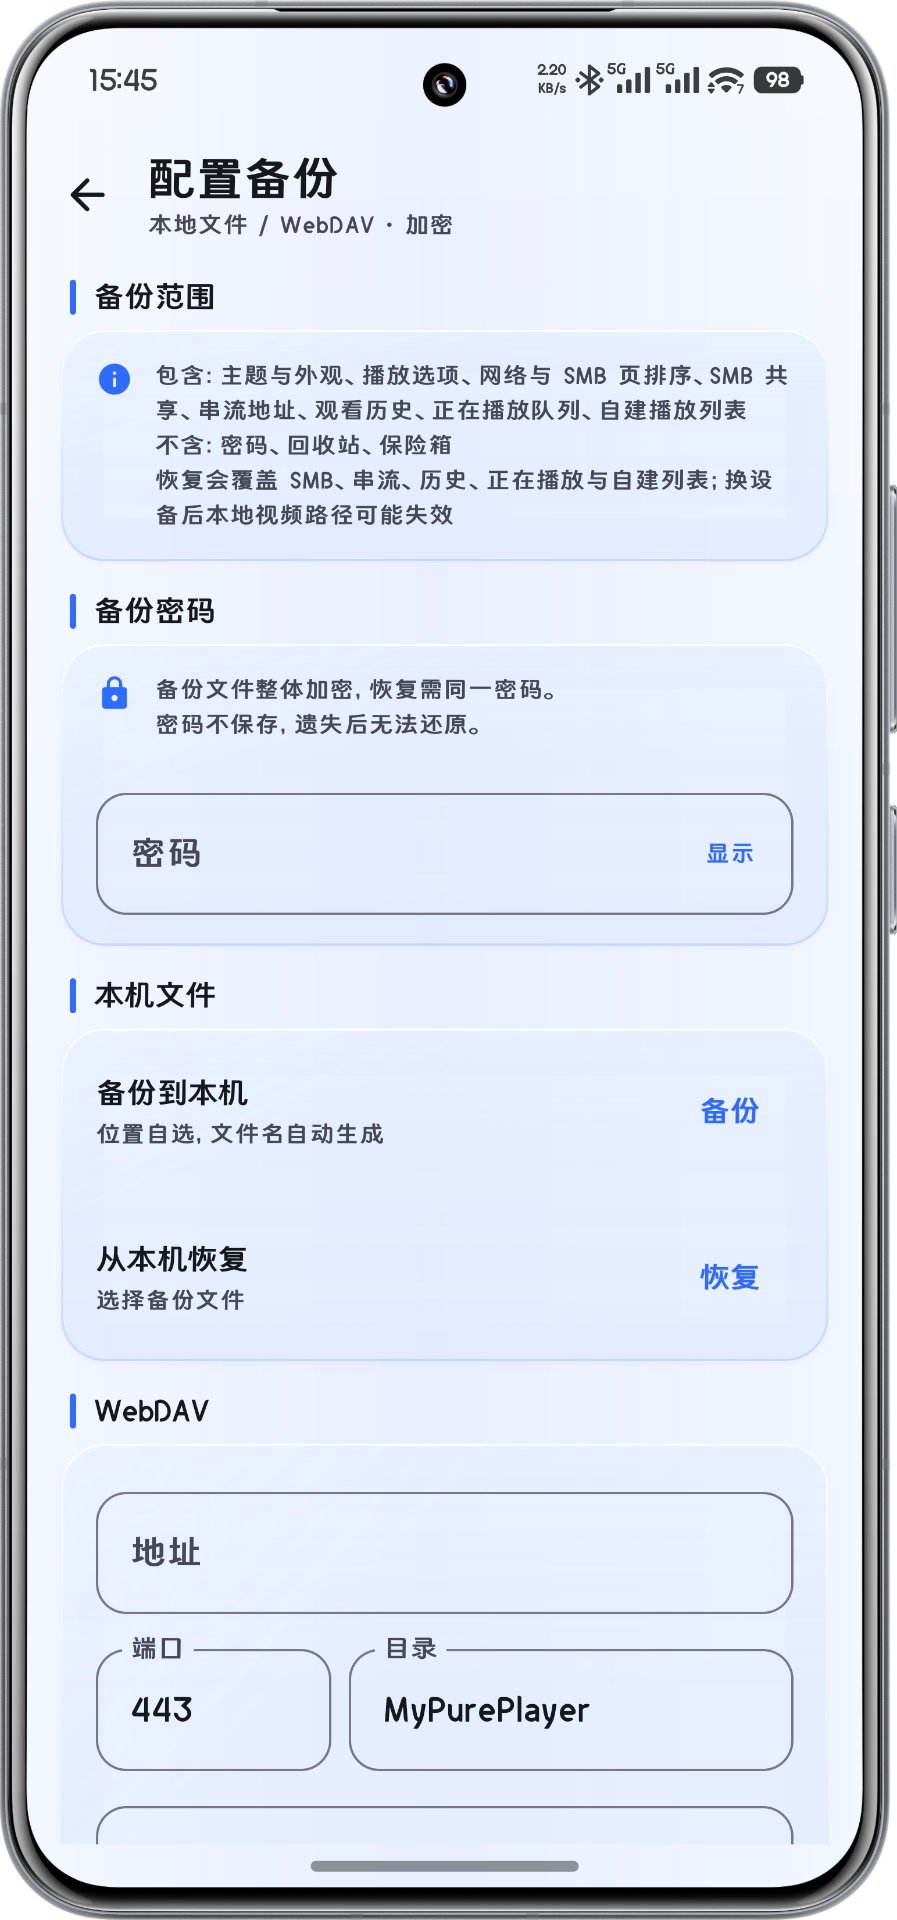 15:45
2.20 KB/s 5G 5G 7 98
配置备份
本地文件 / WebDAV · 加密
备份范围
包含: 主题与外观、播放选项、网络与 SMB 页排序、SMB 共
享、串流地址、观看历史、正在播放队列、自建播放列表
不含: 密码、回收站、保险箱
恢复会覆盖 SMB、串流、历史、正在播放与自建列表; 换设
备后本地视频路径可能失效
备份密码
备份文件整体加密, 恢复需同一密码。
密码不保存, 遗失后无法还原。
密码
显示
本机文件
备份到本机
位置自选, 文件名自动生成
备份
从本机恢复
选择备份文件
恢复
WebDAV
地址
端口
443
目录
MyPurePlayer